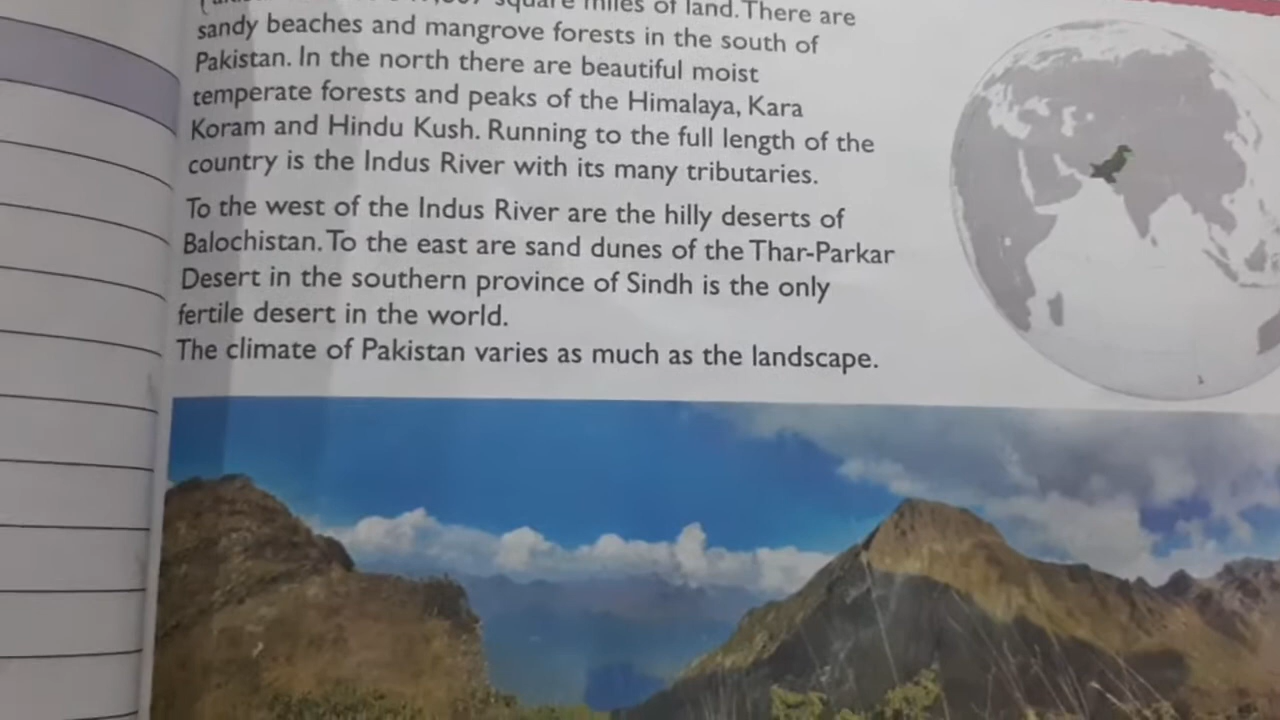 square miles of land. There are
sandy beaches and mangrove forests in the south of
Pakistan. In the north there are beautiful moist
temperate forests and peaks of the Himalaya, Kara
Koram and Hindu Kush. Running to the full length of the
country is the Indus River with its many tributaries.
To the west of the Indus River are the hilly deserts of
Balochistan. To the east are sand dunes of the Thar-Parkar
Desert in the southern province of Sindh is the only
fertile desert in the world.
The climate of Pakistan varies as much as the landscape.